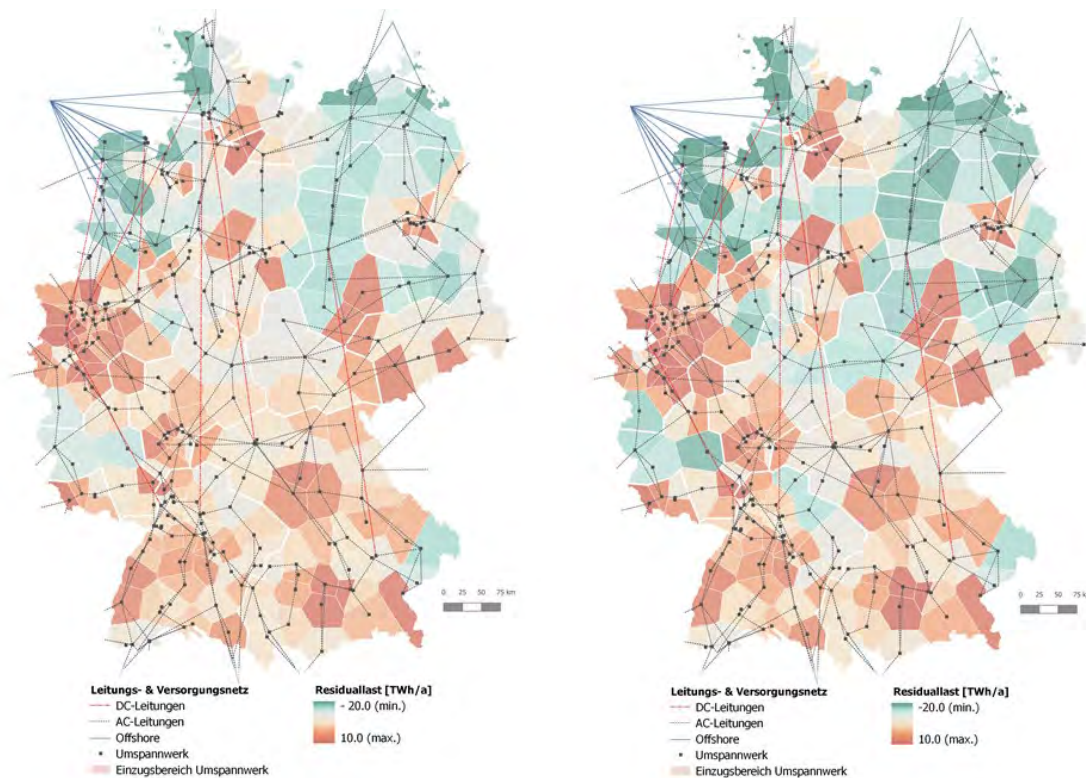 0 25 50 75 km
0 25 50 75 k
Leitungs- & Versorgungsnetz
DC-Leitungen
AC-Leitungen
Offshore
Umspannwerk
Einzugsbereich Umspannwerk
Residuallast [TWh/a]
- 20.0 (min.)
10.0 (max.)
Leitungs- & Versorgungsnetz
DC-Leitungen
AC-Leitungen
Offshore
Umspannwerk
Einzugsbereich Umspannwerk
Residuallast [TWh/a]
-20.0 (min.)
10.0 (max.)